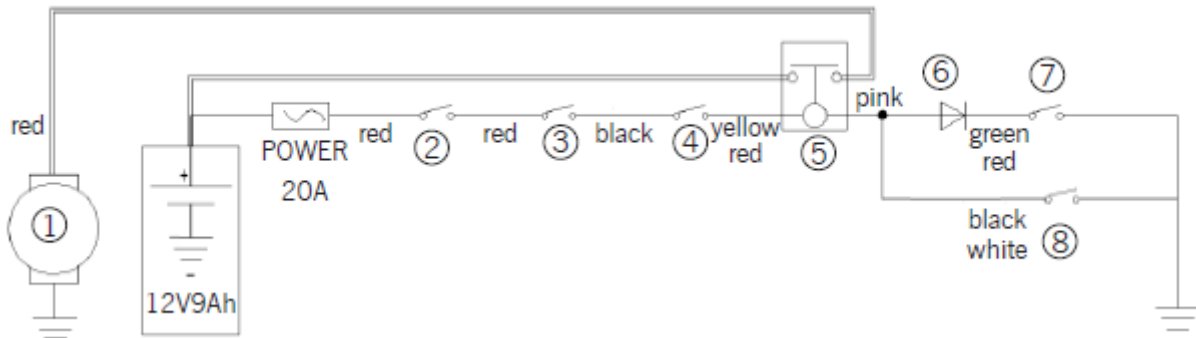 ⑥
⑦
pink
red
red
②
red
③
black
④
yellow
red
⑤
green
red
POWER
20A
+
①
black
white
⑧
-
12V9Ah